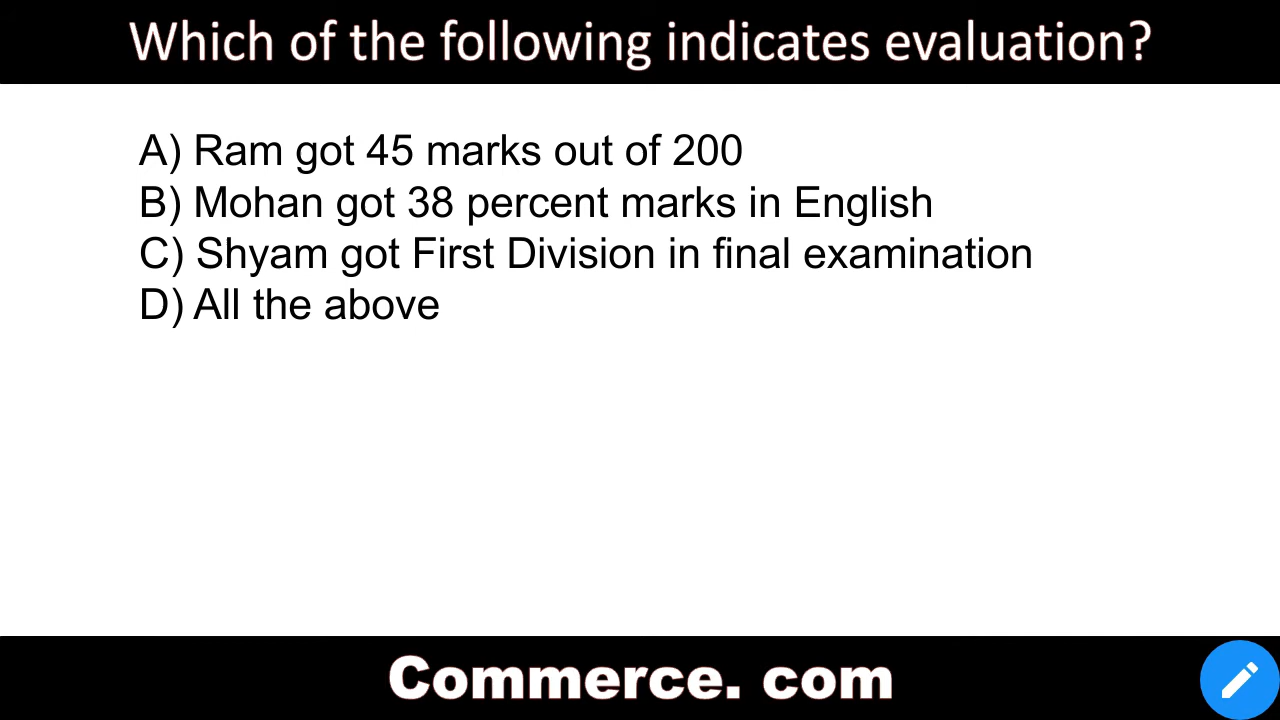 Which of the following indicates evaluation?
A) Ram got 45 marks out of 200
B) Mohan got 38 percent marks in English
C) Shyam got First Division in final examination
D) All the above
Commerce. com